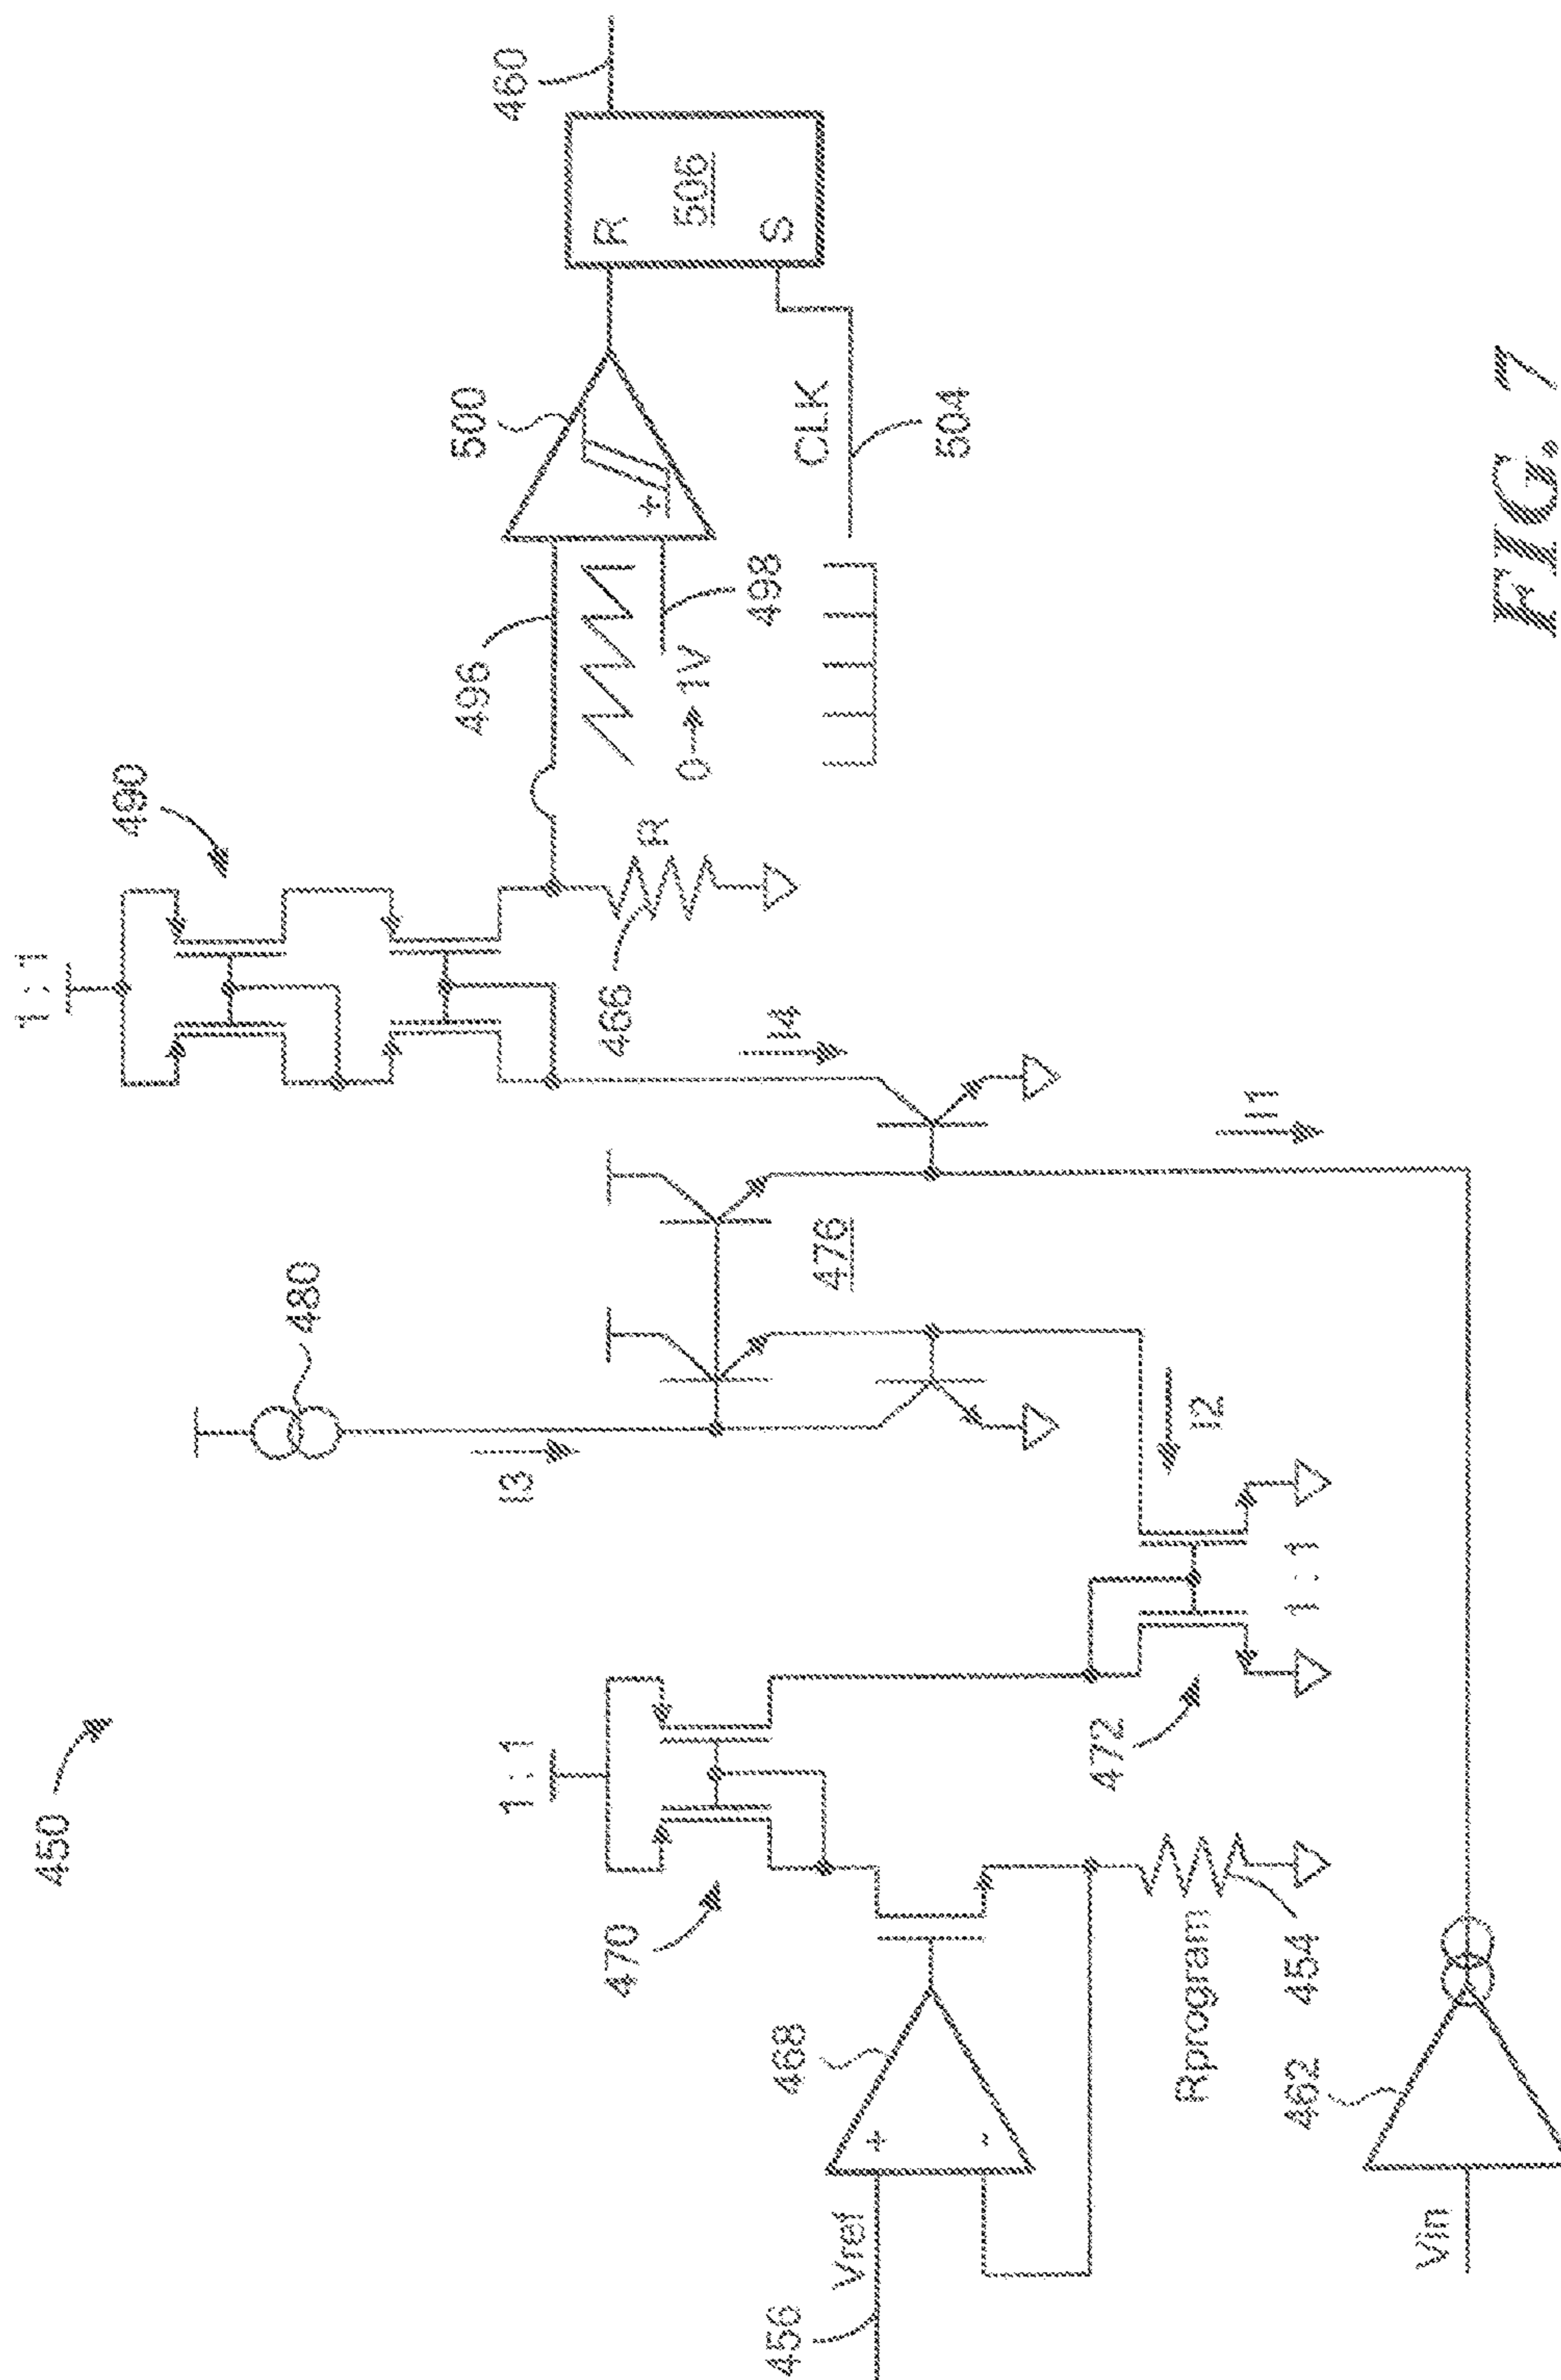 450
1:1
490
480
1:1
470
I3
476
I4
466
R
496
500
460
R
506
S
0→1V
498
CLK
504
468
+
-
+
Vref
456
472
1:1
I2
I1
Rprogram
454
462
Vin
FIG. 7